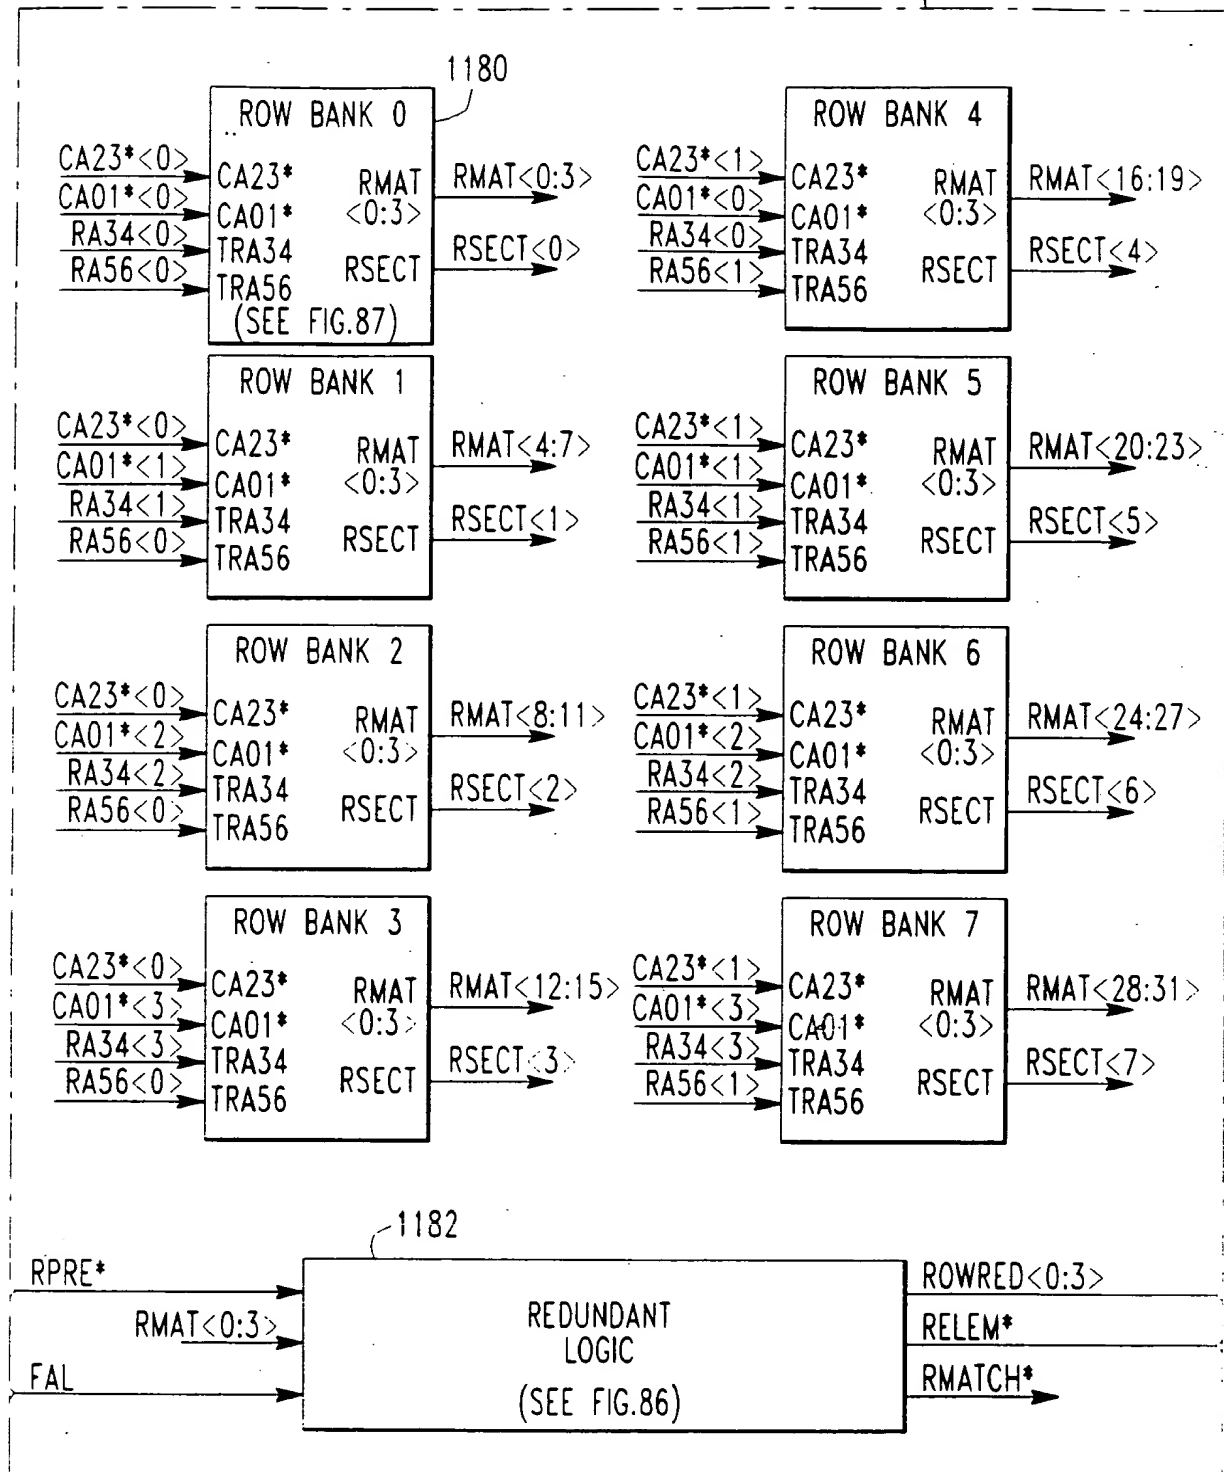 1180
ROW BANK 0
CA23*<0>
CA01*<0>
RA34<0>
RA56<0>
CA23*
CA01*
TRA34
TRA56
RMAT
<0:3>
RSECT
(SEE FIG.87)
RMAT<0:3>
RSECT<0>
ROW BANK 4
CA23*<1>
CA01*<0>
RA34<0>
RA56<1>
CA23*
CA01*
TRA34
TRA56
RMAT
<0:3>
RSECT
RMAT<16:19>
RSECT<4>
ROW BANK 1
CA23*<0>
CA01*<1>
RA34<1>
RA56<0>
CA23*
CA01*
TRA34
TRA56
RMAT
<0:3>
RSECT
RMAT<4:7>
RSECT<1>
ROW BANK 5
CA23*<1>
CA01*<1>
RA34<1>
RA56<1>
CA23*
CA01*
TRA34
TRA56
RMAT
<0:3>
RSECT
RMAT<20:23>
RSECT<5>
ROW BANK 2
CA23*<0>
CA01*<2>
RA34<2>
RA56<0>
CA23*
CA01*
TRA34
TRA56
RMAT
<0:3>
RSECT
RMAT<8:11>
RSECT<2>
ROW BANK 6
CA23*<1>
CA01*<2>
RA34<2>
RA56<1>
CA23*
CA01*
TRA34
TRA56
RMAT
<0:3>
RSECT
RMAT<24:27>
RSECT<6>
ROW BANK 3
CA23*<0>
CA01*<3>
RA34<3>
RA56<0>
CA23*
CA01*
TRA34
TRA56
RMAT
<0:3>
RSECT
RMAT<12:15>
RSECT<3>
ROW BANK 7
CA23*<1>
CA01*<3>
RA34<3>
RA56<1>
CA23*
CA01*
TRA34
TRA56
RMAT
<0:3>
RSECT
RMAT<28:31>
RSECT<7>
1182
RPRE*
RMAT<0:3>
FAL
REDUNDANT
LOGIC
(SEE FIG.86)
ROWRED<0:3>
RELEM*
RMATCH*